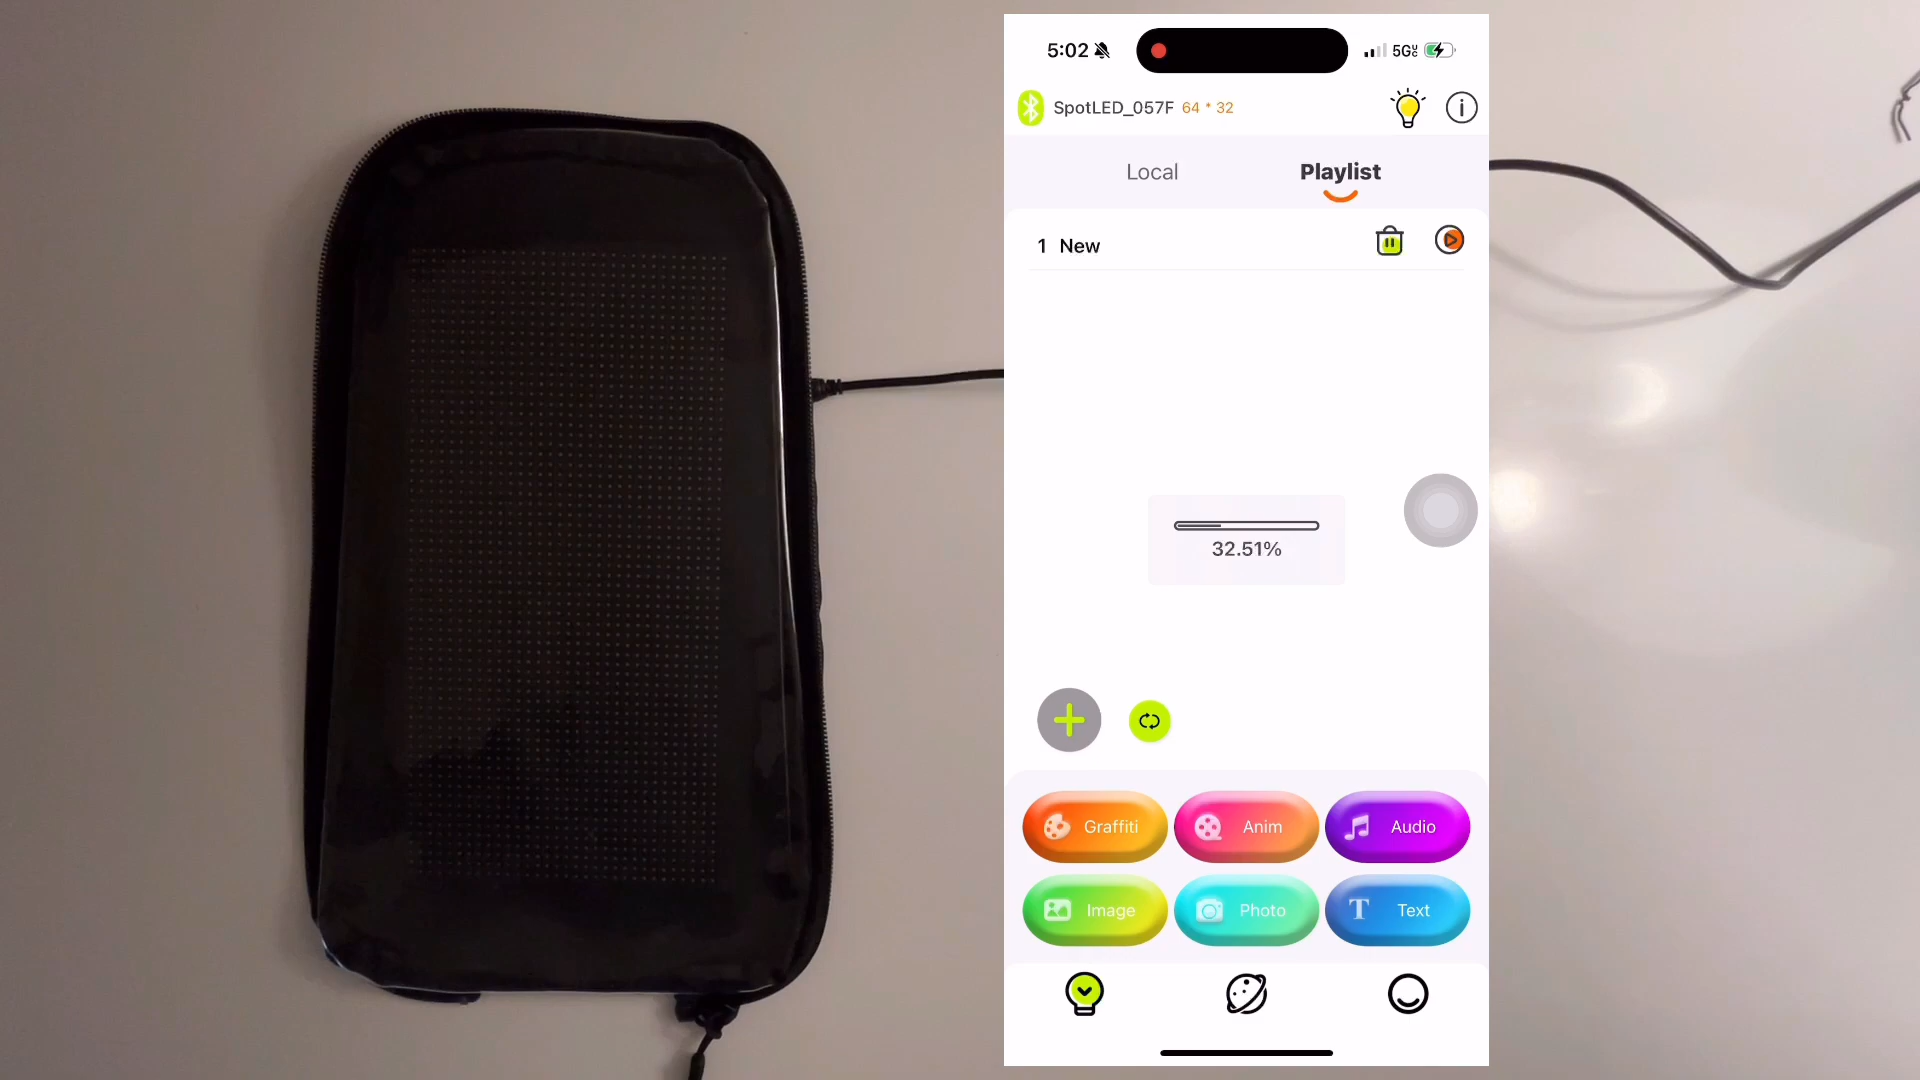 5:02
5G
SpotLED_057F 64 * 32
Local
Playlist
1 New
32.51%
Graffiti
Anim
Audio
Image
Photo
Text